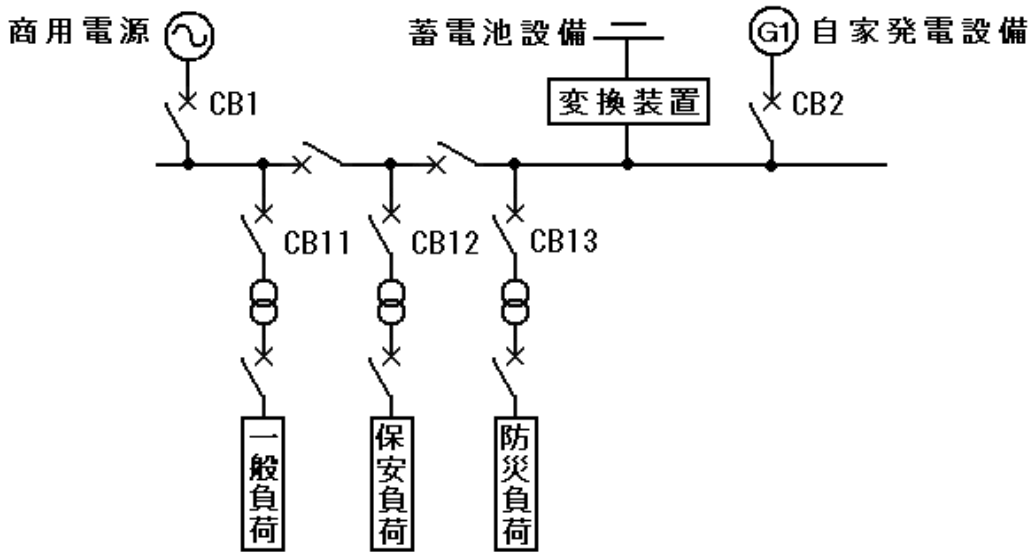 商用電源
蓄電池設備
G1
自家発電設備
CB1
変換装置
CB2
CB11
CB12
CB13
一般負荷
保安負荷
防災負荷